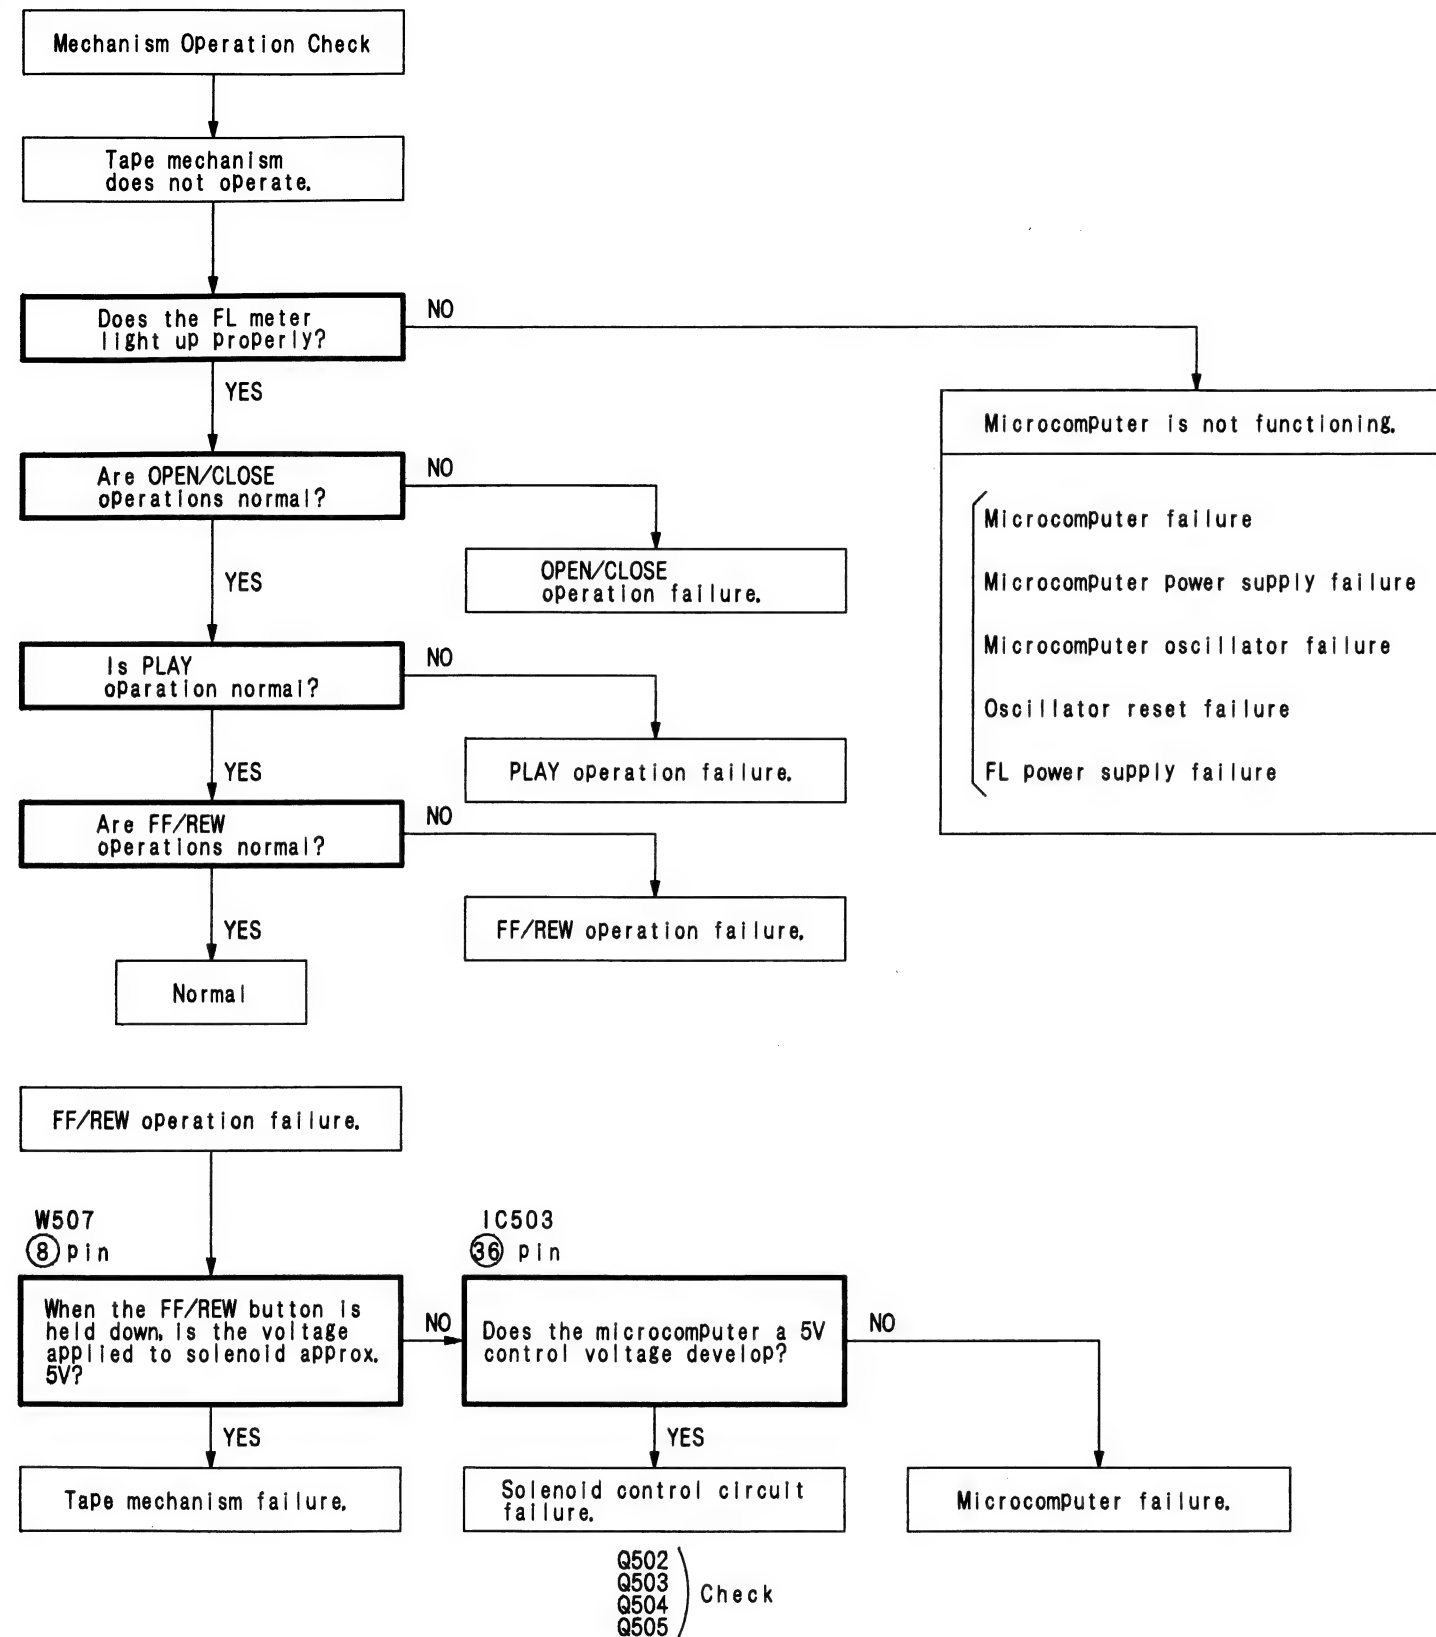 Mechanism Operation Check
Tape mechanism
does not operate.
Does the FL meter
light up properly?
NO
YES
Microcomputer is not functioning.
Microcomputer failure
Microcomputer power supply failure
Microcomputer oscillator failure
Oscillator reset failure
FL power supply failure
Are OPEN/CLOSE
operations normal?
NO
YES
OPEN/CLOSE
operation failure.
Is PLAY
oparation normal?
NO
YES
PLAY operation failure.
Are FF/REW
operations normal?
NO
YES
FF/REW operation failure.
Normal
FF/REW operation failure.
W507
⑧ pin
When the FF/REW button is
held down, is the voltage
applied to solenoid approx.
5V?
NO
YES
Tape mechanism failure.
IC503
㊱ pin
Does the microcomputer a 5V
control voltage develop?
NO
YES
Solenoid control circuit
failure.
Microcomputer failure.
Q502
Q503
Q504
Q505
Check